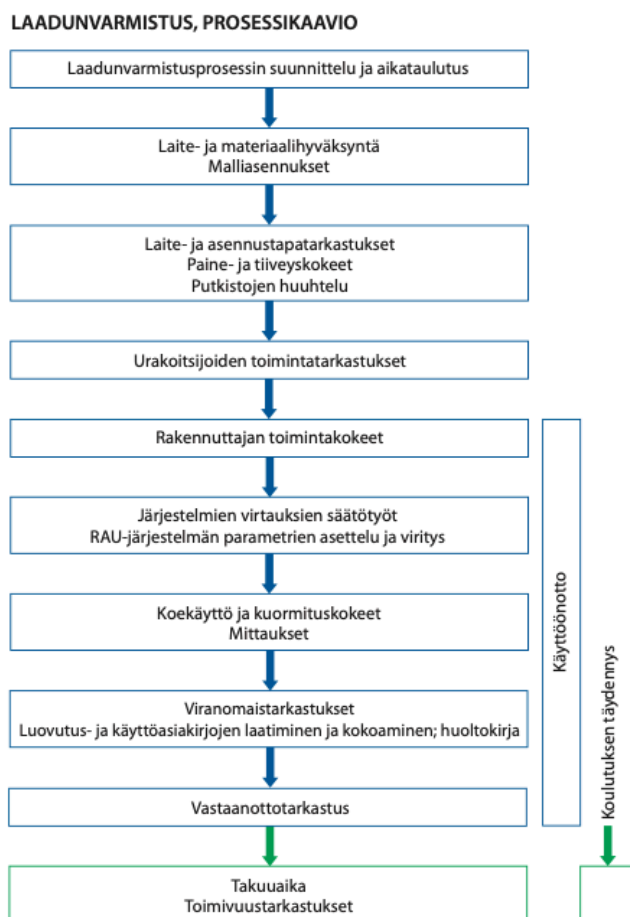 LAADUNVARMISTUS, PROSESSIKAAVIO
Laadunvarmistusprosessin suunnittelu ja aikataulutus
Laite- ja materiaalihyväksyntä
Malliasennukset
Laite- ja asennustapatarkastukset
Paine- ja tiiveyskokeet
Putkistojen huuhtelu
Urakoitsijoiden toimintatarkastukset
Rakennuttajan toimintakokeet
Järjestelmien virtauksien säätötyöt
RAU-järjestelmän parametrien asettelu ja viritys
Koekäyttö ja kuormituskokeet
Mittaukset
Viranomaistarkastukset
Luovutus- ja käyttöasiakirjojen laatiminen ja kokoaminen; huoltokirja
Vastaanottotarkastus
Käyttöönotto
Koulutuksen täydennys
Takuuaika
Toimivuustarkastukset